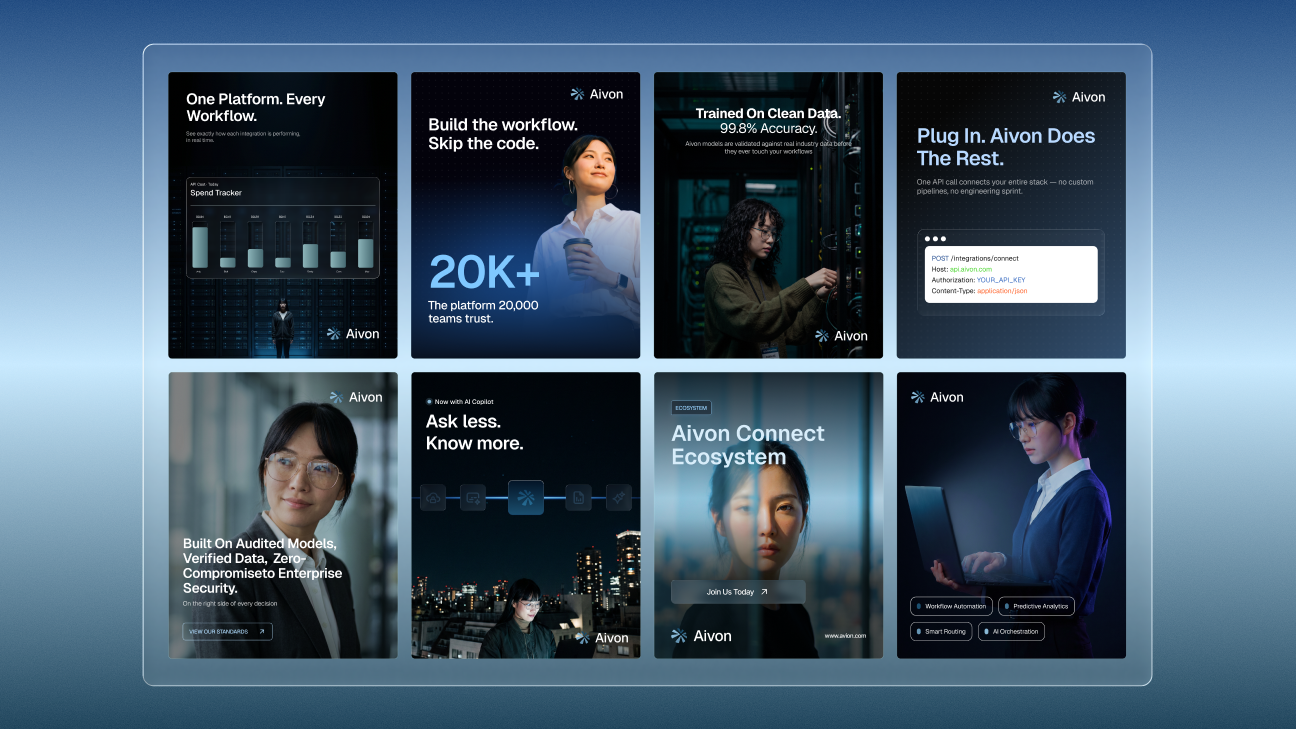 One Platform. Every
Workflow.
See exactly how each integration is performing,
in real time.
API Cost · Today
Spend Tracker
Aivon
Aivon
Build the workflow.
Skip the code.
20K+
The platform 20,000
teams trust.
Trained On Clean Data.
99.8% Accuracy.
Aivon models are validated against real industry data before
they ever touch your workflows
Aivon
Aivon
Plug In. Aivon Does
The Rest.
One API call connects your entire stack — no custom
pipelines, no engineering sprint.
POST /integrations/connect
Host: api.aivon.com
Authorization: YOUR_API_KEY
Content-Type: application/json
Aivon
Built On Audited Models,
Verified Data, Zero-
Compromiseto Enterprise
Security.
On the right side of every decision
VIEW OUR STANDARDS
Now with AI Copilot
Ask less.
Know more.
Aivon
ECOSYSTEM
Aivon Connect
Ecosystem
Join Us Today
Aivon
www.avion.com
Aivon
Workflow Automation
Predictive Analytics
Smart Routing
AI Orchestration